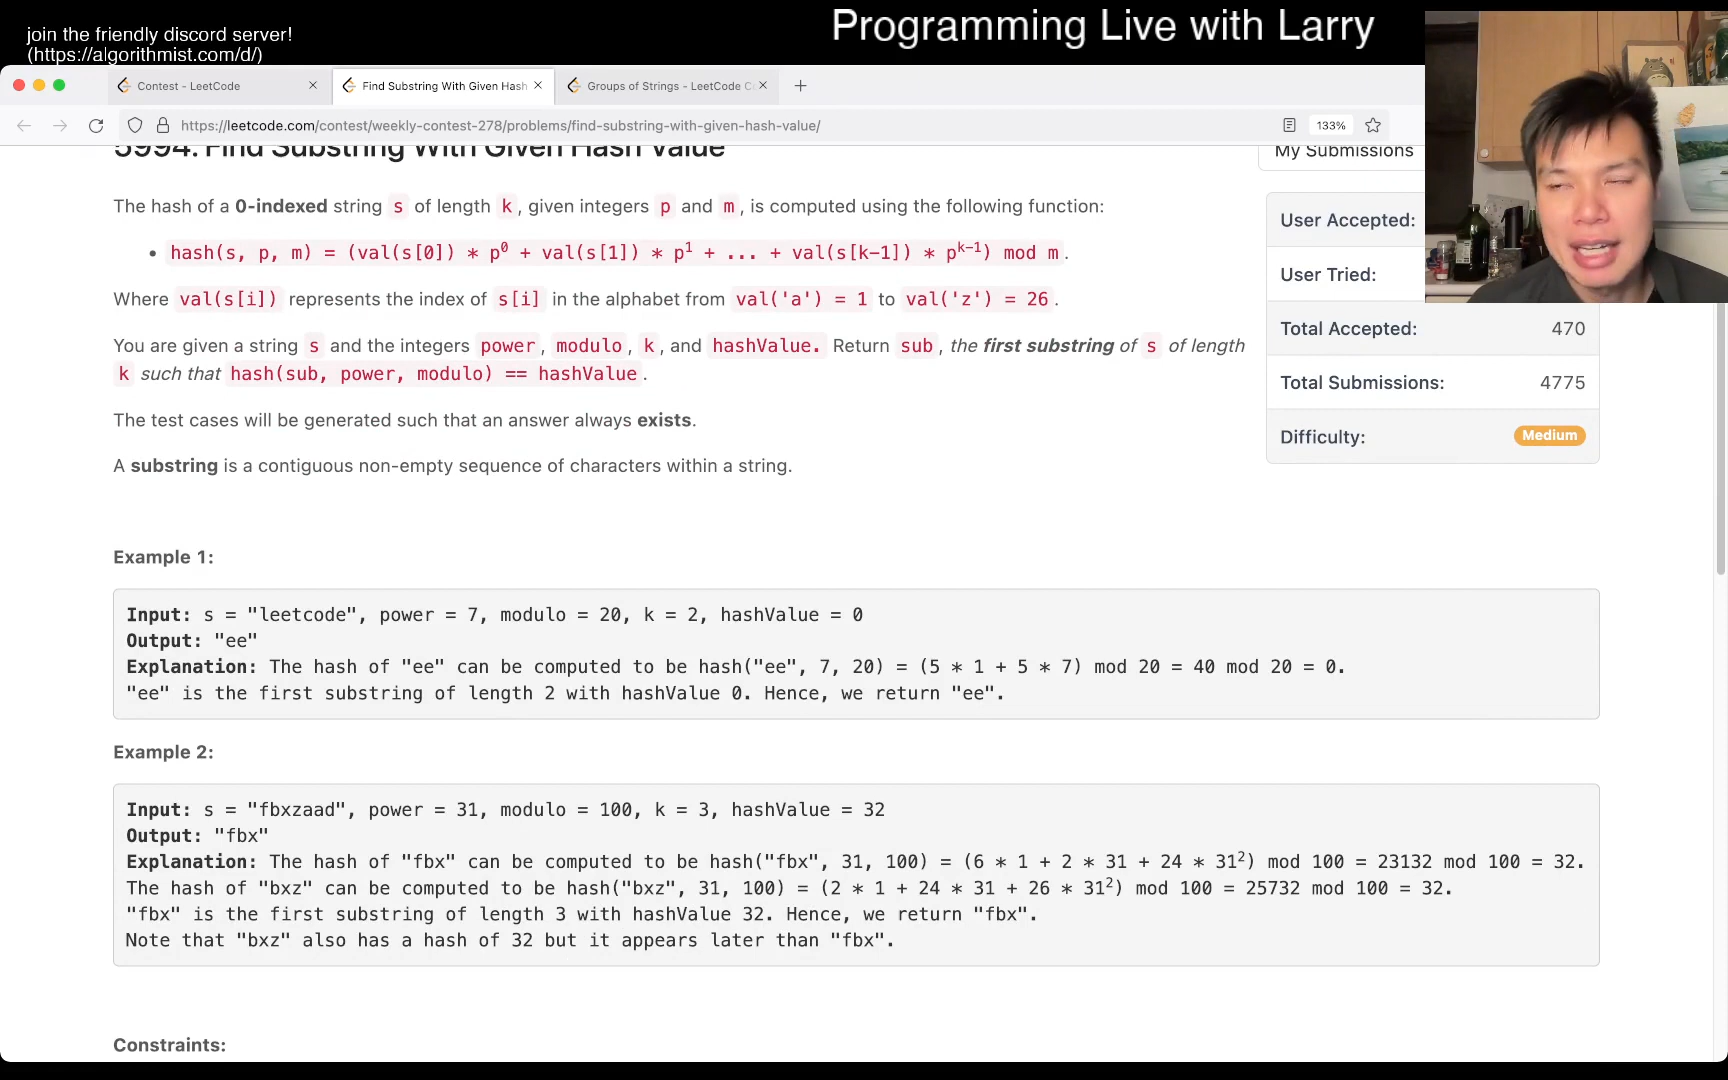 join the friendly discord server!
(https://algorithmist.com/d/)
Programming Live with Larry
Contest - LeetCode
Find Substring With Given Hash
Groups of Strings - LeetCode C
https://leetcode.com/contest/weekly-contest-278/problems/find-substring-with-given-hash-value/
133%
5994. Find Substring With Given Hash Value
My Submissions
The hash of a 0-indexed string s of length k, given integers p and m, is computed using the following function:
• hash(s, p, m) = (val(s[0]) * p⁰ + val(s[1]) * p¹ + ... + val(s[k-1]) * pᵏ⁻¹) mod m.
Where val(s[i]) represents the index of s[i] in the alphabet from val('a') = 1 to val('z') = 26.
You are given a string s and the integers power, modulo, k, and hashValue. Return sub, the first substring of s of length
k such that hash(sub, power, modulo) == hashValue.
The test cases will be generated such that an answer always exists.
A substring is a contiguous non-empty sequence of characters within a string.
User Accepted:
User Tried:
Total Accepted: 470
Total Submissions: 4775
Difficulty: Medium
Example 1:
Input: s = "leetcode", power = 7, modulo = 20, k = 2, hashValue = 0
Output: "ee"
Explanation: The hash of "ee" can be computed to be hash("ee", 7, 20) = (5 * 1 + 5 * 7) mod 20 = 40 mod 20 = 0.
"ee" is the first substring of length 2 with hashValue 0. Hence, we return "ee".
Example 2:
Input: s = "fbxzaad", power = 31, modulo = 100, k = 3, hashValue = 32
Output: "fbx"
Explanation: The hash of "fbx" can be computed to be hash("fbx", 31, 100) = (6 * 1 + 2 * 31 + 24 * 31²) mod 100 = 23132 mod 100 = 32.
The hash of "bxz" can be computed to be hash("bxz", 31, 100) = (2 * 1 + 24 * 31 + 26 * 31²) mod 100 = 25732 mod 100 = 32.
"fbx" is the first substring of length 3 with hashValue 32. Hence, we return "fbx".
Note that "bxz" also has a hash of 32 but it appears later than "fbx".
Constraints: